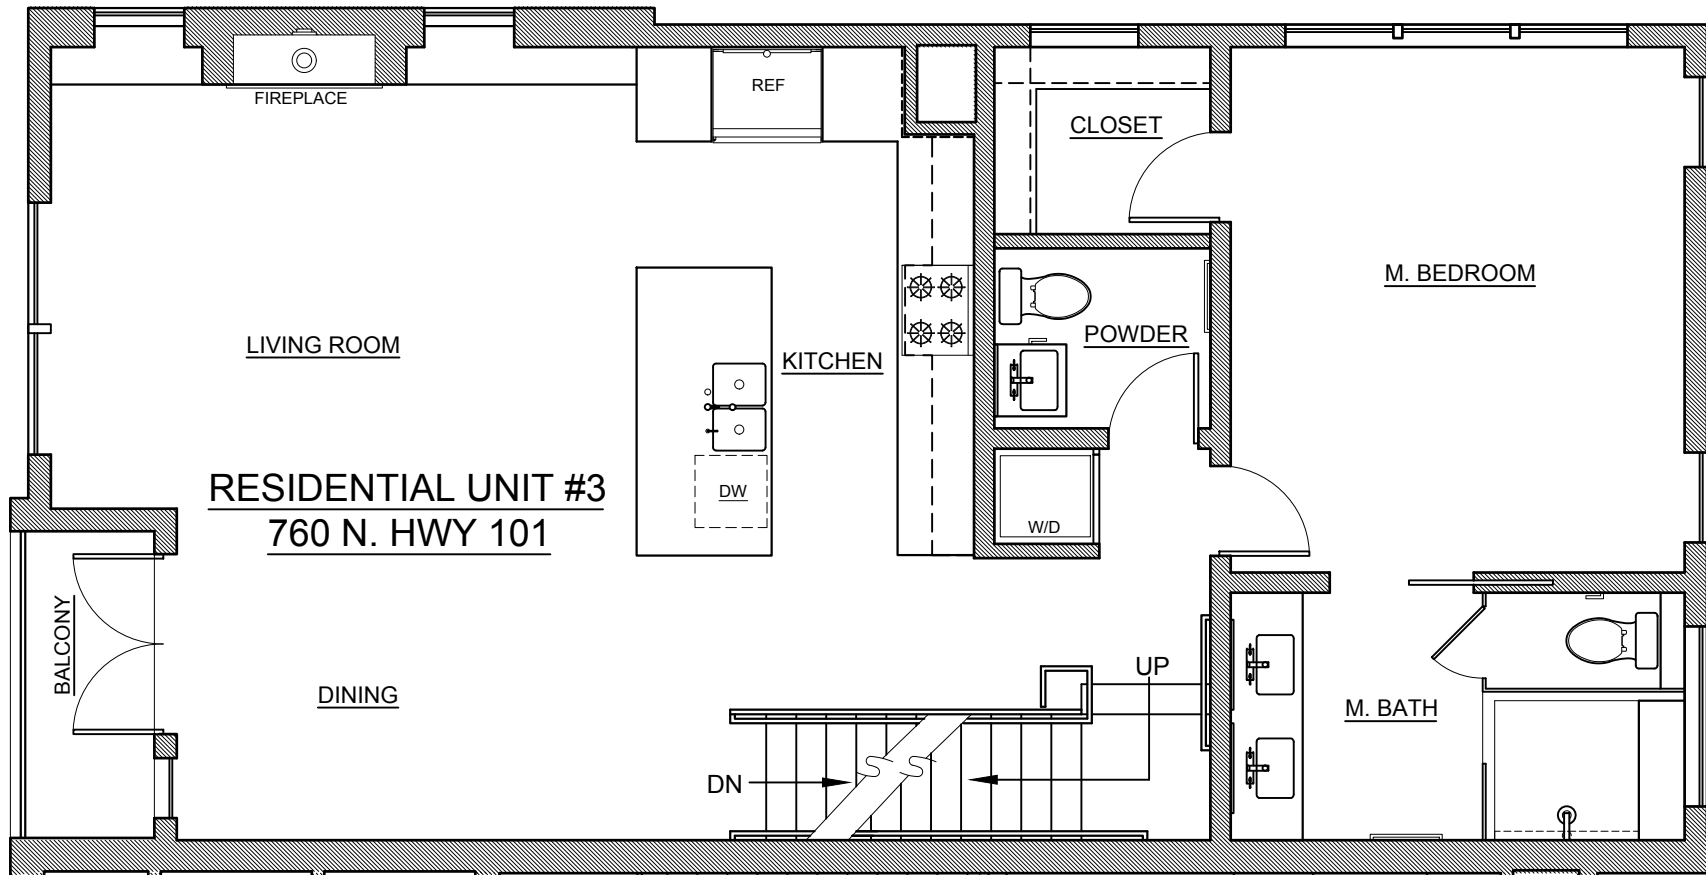 REF
FIREPLACE
CLOSET
M. BEDROOM
LIVING ROOM
POWDER
KITCHEN
RESIDENTIAL UNIT #3
760 N. HWY 101
DW
W/D
BALCONY
DINING
UP
M. BATH
DN